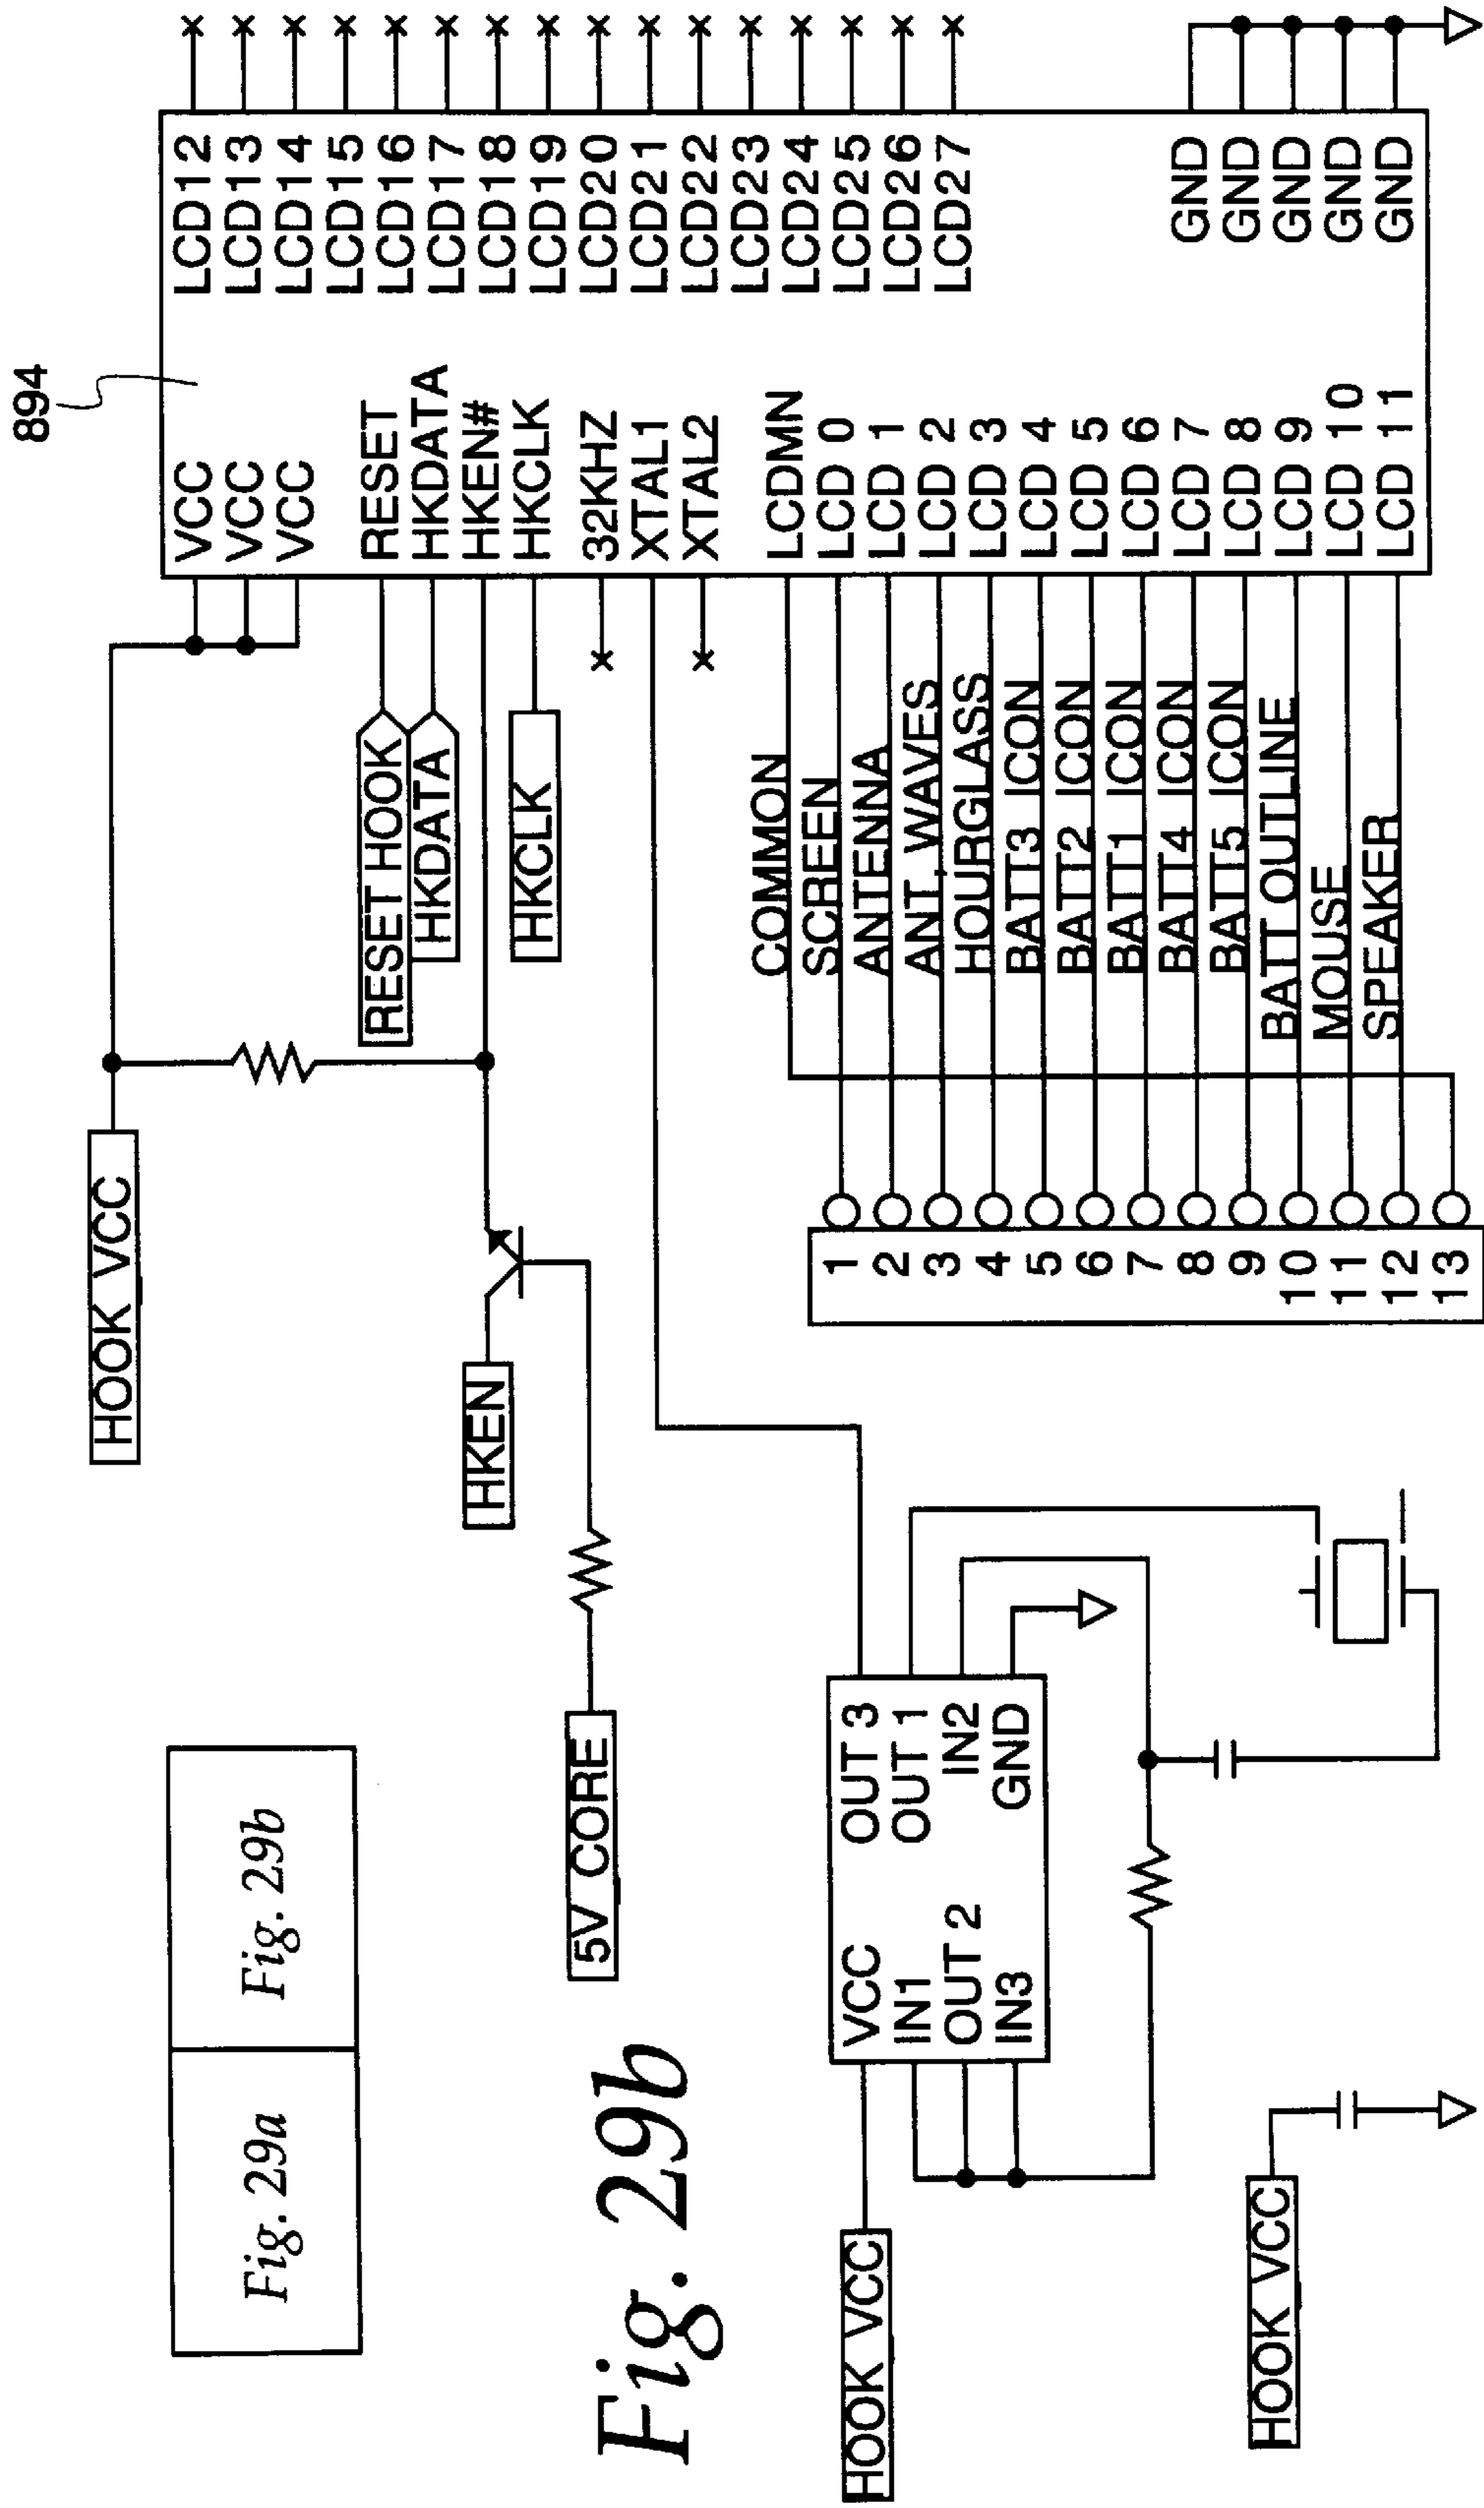 Fig. 29a
Fig. 29b
Fig. 29b
HOOK VCC
HKEN
5V CORE
RESET HOOK
HKDATA
HKCLK
894
VCC
VCC
VCC
RESET
HKDATA
HKEN#
HKCLK
32KHZ
XTAL1
XTAL2
LCDMN
LCD 0
LCD 1
LCD 2
LCD 3
LCD 4
LCD 5
LCD 6
LCD 7
LCD 8
LCD 9
LCD 10
LCD 11
LCD12
LCD13
LCD14
LCD15
LCD16
LCD17
LCD18
LCD19
LCD20
LCD21
LCD22
LCD23
LCD24
LCD25
LCD26
LCD27
GND
GND
GND
GND
GND
COMMON
SCREEN
ANTENNA
ANT. WAVES
HOURGLASS
BATT3 ICON
BATT2 ICON
BATT1 ICON
BATT4 ICON
BATT5 ICON
BATT OUTLINE
MOUSE
SPEAKER
1
2
3
4
5
6
7
8
9
10
11
12
13
HOOK VCC
VCC
IN1
OUT 2
IN3
OUT 3
OUT 1
IN2
GND
HOOK VCC